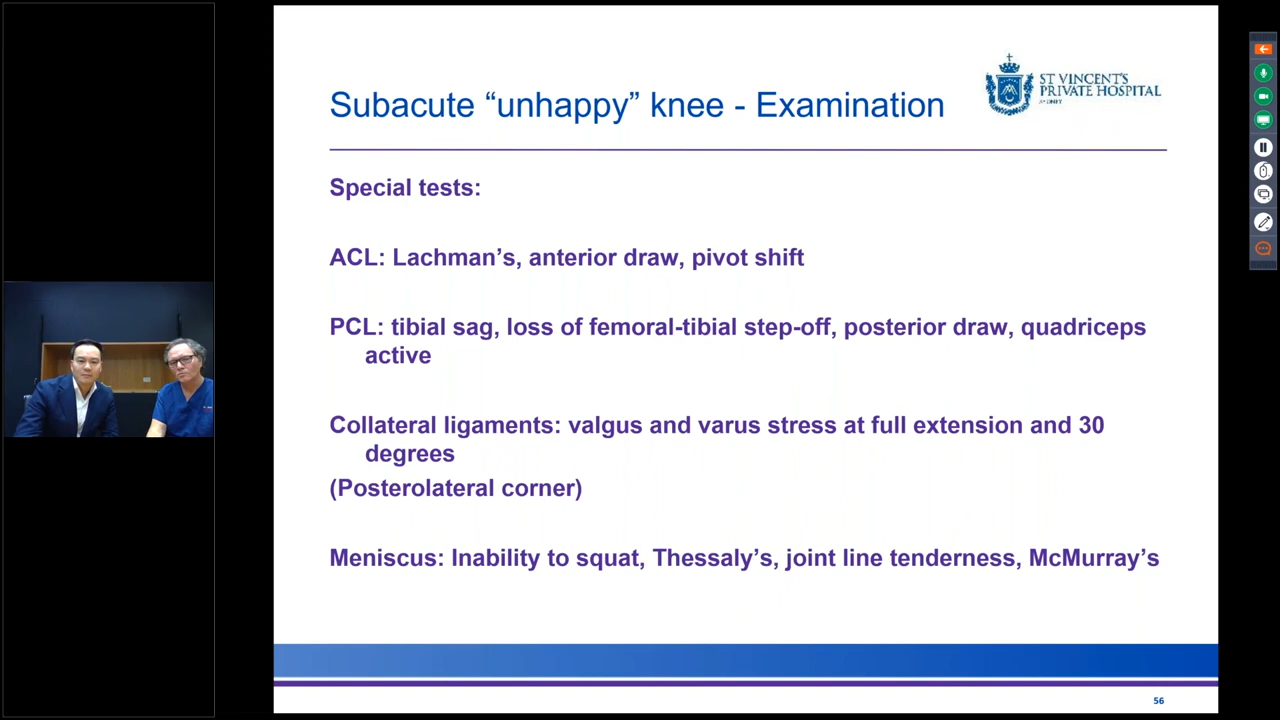 Subacute “unhappy” knee - Examination
ST VINCENT'S
PRIVATE HOSPITAL
SYDNEY
Special tests:
ACL: Lachman’s, anterior draw, pivot shift
PCL: tibial sag, loss of femoral-tibial step-off, posterior draw, quadriceps
active
Collateral ligaments: valgus and varus stress at full extension and 30
degrees
(Posterolateral corner)
Meniscus: Inability to squat, Thessaly’s, joint line tenderness, McMurray’s
56